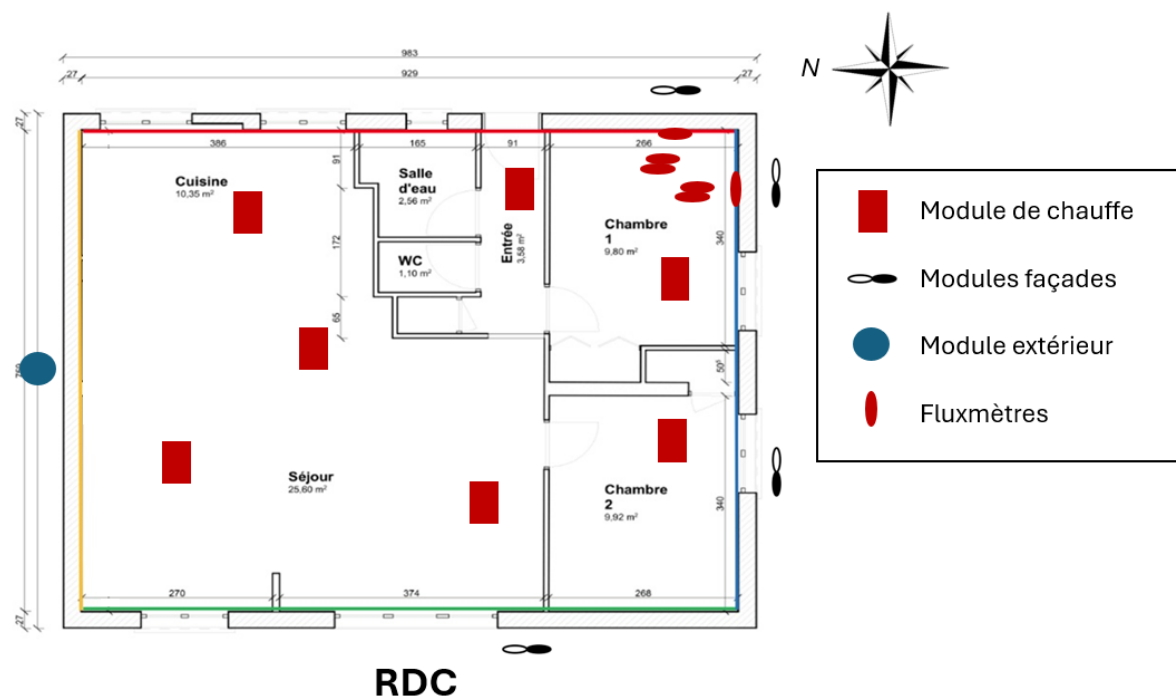 983
27
929
27
N
27
386
165
91
266
91
Cuisine
10,35 m²
Salle
d'eau
2,56 m²
Entrée
3,58 m²
Chambre
1
9,80 m²
340
172
WC
1,10 m²
65
50⁵
Séjour
25,60 m²
Chambre
2
9,92 m²
340
270
374
268
27
RDC
Module de chauffe
Modules façades
Module extérieur
Fluxmètres